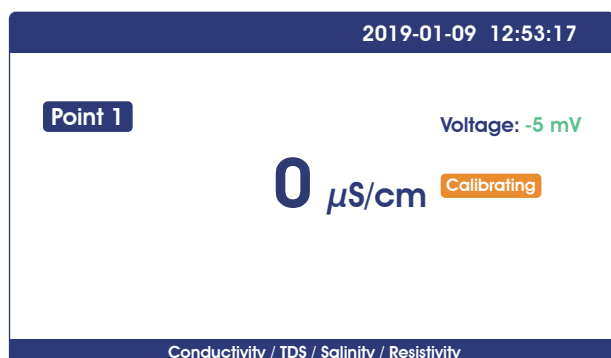 2019-01-09 12:53:17
Point 1
Voltage: -5 mV
0 μS/cm
Calibrating
Conductivity / TDS / Salinity / Resistivity